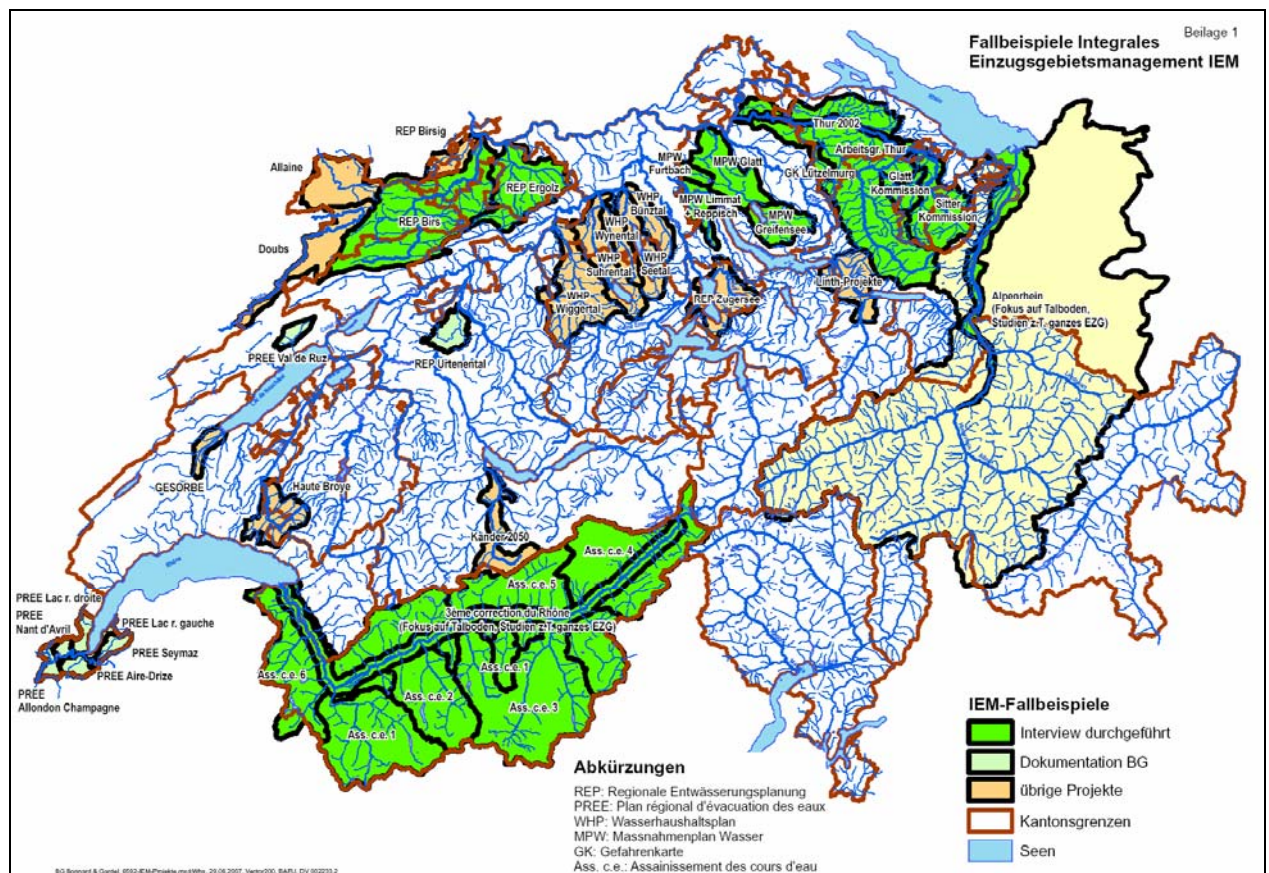 Beilage 1
Fallbeispiele Integrales
Einzugsgebietsmanagement IEM
REP Birsig
Allaine
REP Ergolz
REP Birs
Doubs
Thur 2002
Arbeitsgr. Thur
MPW
Furtbach
MPW Glatt
GK Lützelmurg
Glatt
Kommission
Sitter
Kommission
MPW Limmat
+ Reppisch
MPW
Greifensee
WHP
Bünztal
WHP
Wynental
WHP
Suhrental
WHP
Seetal
WHP
Wiggertal
REP Zugersee
Linth-Projekte
Alpenrhein
(Fokus auf Talboden,
Studien z.T. ganzes EZG)
PREE Val de Ruz
REP Urtenental
GESORBE
Haute Broye
Kander 2050
Ass. c.e. 4
Ass. c.e. 5
3ème correction du Rhône
(Fokus auf Talboden, Studien z.T. ganzes EZG)
PREE Lac r. droite
PREE
Nant d'Avril
PREE Lac r. gauche
PREE Seymaz
PREE Aire-Drize
PREE
Allondon Champagne
Ass. c.e. 6
Ass. c.e. 1
Ass. c.e. 2
Ass. c.e. 3
Ass. c.e. 1
Abkürzungen
REP: Regionale Entwässerungsplanung
PREE: Plan régional d'évacuation des eaux
WHP: Wasserhaushaltsplan
MPW: Massnahmenplan Wasser
GK: Gefahrenkarte
Ass. c.e.: Assainissement des cours d'eau
IEM-Fallbeispiele
Interview durchgeführt
Dokumentation BG
übrige Projekte
Kantonsgrenzen
Seen